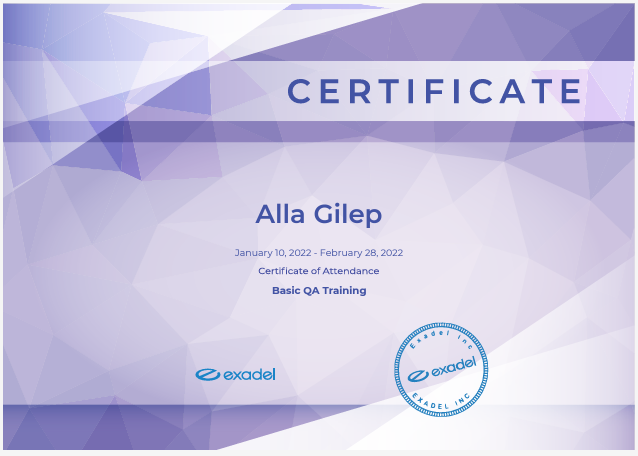 CERTIFICATE
Alla Gilep
January 10, 2022 - February 28, 2022
Certificate of Attendance
Basic QA Training
exadel
Exadel inc
exadel
EXADEL INC